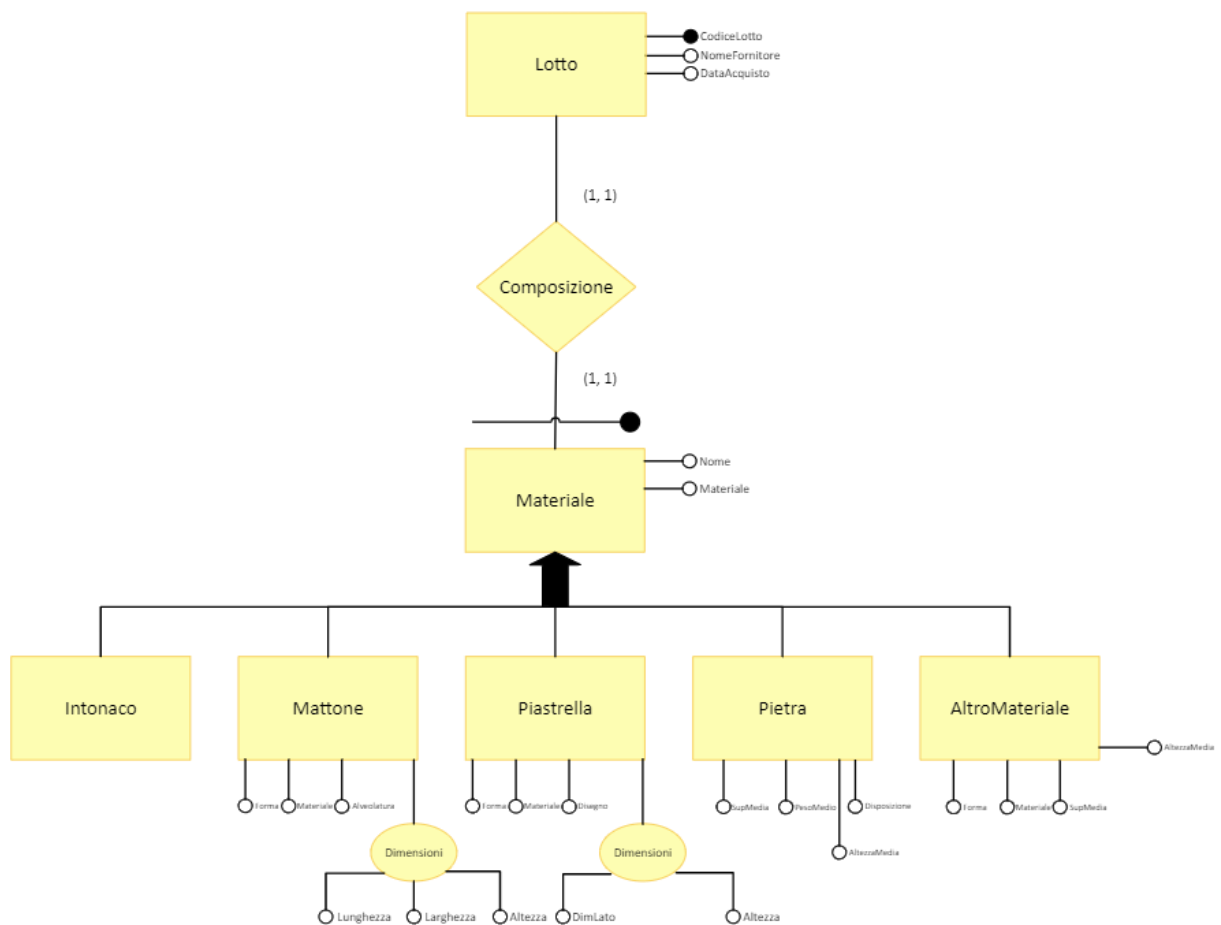 Lotto
CodiceLotto
NomeFornitore
DataAcquisto
(1, 1)
Composizione
(1, 1)
Nome
Materiale
Materiale
Intonaco
Mattone
Piastrella
Pietra
AltroMateriale
AltezzaMedia
Forma
Materiale
Alveolatura
Forma
Materiale
Disegno
SupMedia
PesoMedio
Disposizione
Forma
Materiale
SupMedia
Dimensioni
Dimensioni
AltezzaMedia
Lunghezza
Larghezza
Altezza
DimLato
Altezza